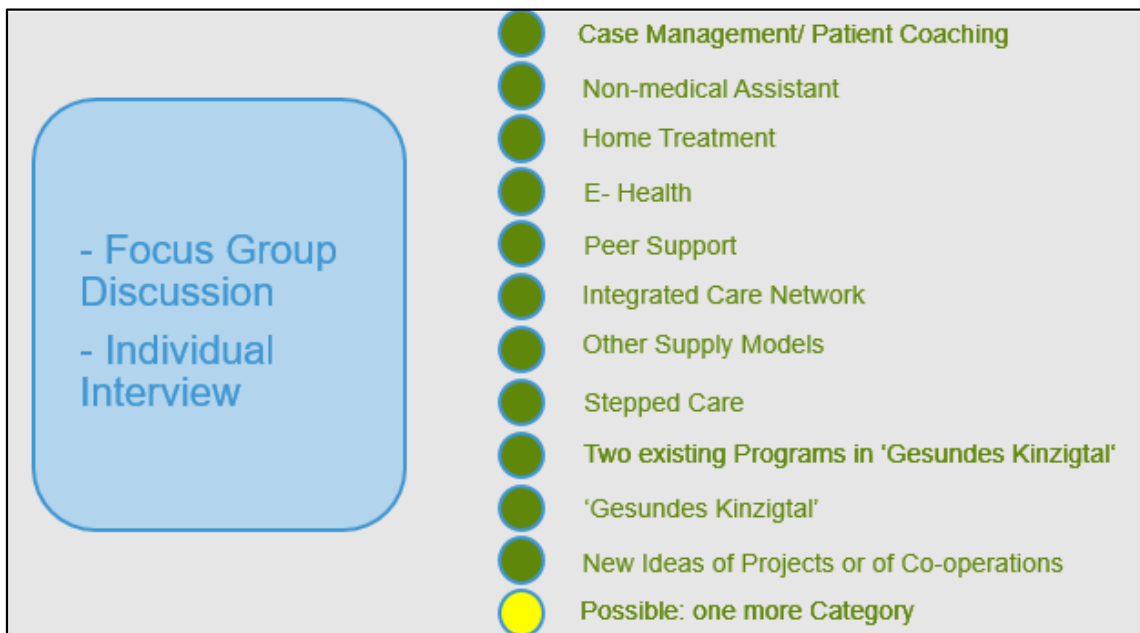 - Focus Group
Discussion
- Individual
Interview
Case Management/ Patient Coaching
Non-medical Assistant
Home Treatment
E- Health
Peer Support
Integrated Care Network
Other Supply Models
Stepped Care
Two existing Programs in ‘Gesundes Kinzigtal‘
‘Gesundes Kinzigtal’
New Ideas of Projects or of Co-operations
Possible: one more Category